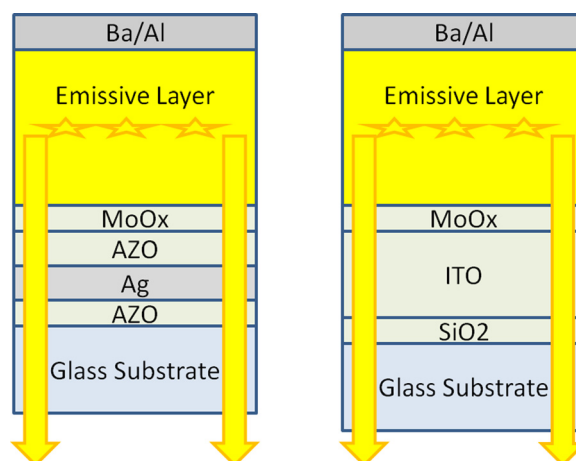 Ba/Al
Emissive Layer
MoOx
AZO
Ag
AZO
Glass Substrate
Ba/Al
Emissive Layer
MoOx
ITO
SiO2
Glass Substrate